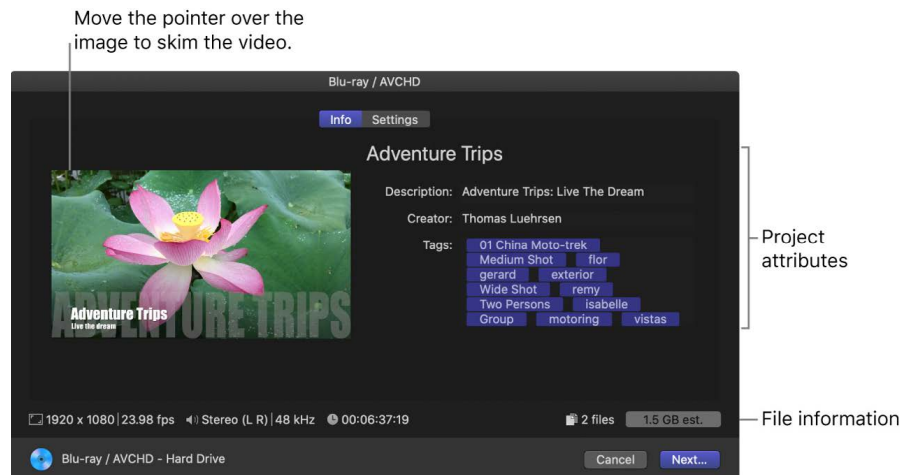 Move the pointer over the
image to skim the video.
Blu-ray / AVCHD
Info Settings
Adventure Trips
Description: Adventure Trips: Live The Dream
Creator: Thomas Luehrsen
Tags: 01 China Moto-trek
Medium Shot flor
gerard exterior
Wide Shot remy
Two Persons isabelle
Group motoring vistas
Project
attributes
ADVENTURE TRIPS
Adventure Trips
Live the dream
1920 x 1080 | 23.98 fps Stereo (L R) | 48 kHz 00:06:37:19 2 files 1.5 GB est.
File information
Blu-ray / AVCHD - Hard Drive Cancel Next...